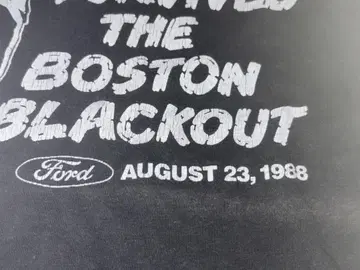 THE
BOSTON
BLACKOUT
Ford AUGUST 23, 1988